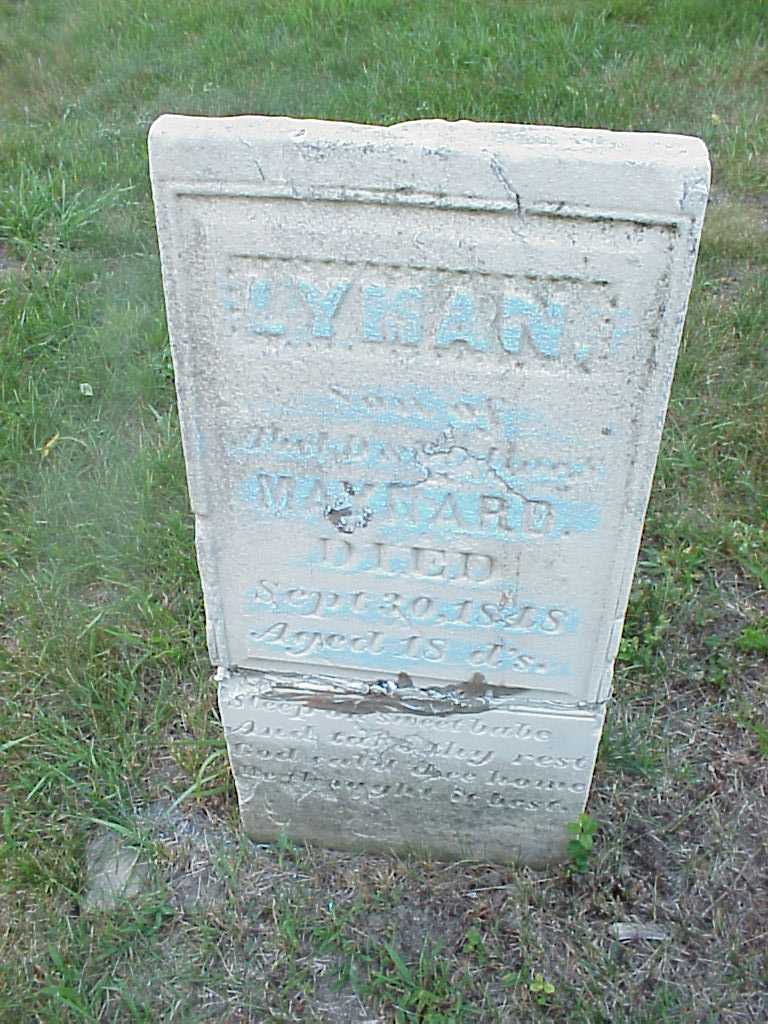 LYMAN.
Son of
MAYNARD.
DIED
Sept 30, 1848
Aged 18 d's.
Sleep on sweet babe
And take thy rest
God call'd thee home
He thought it best.